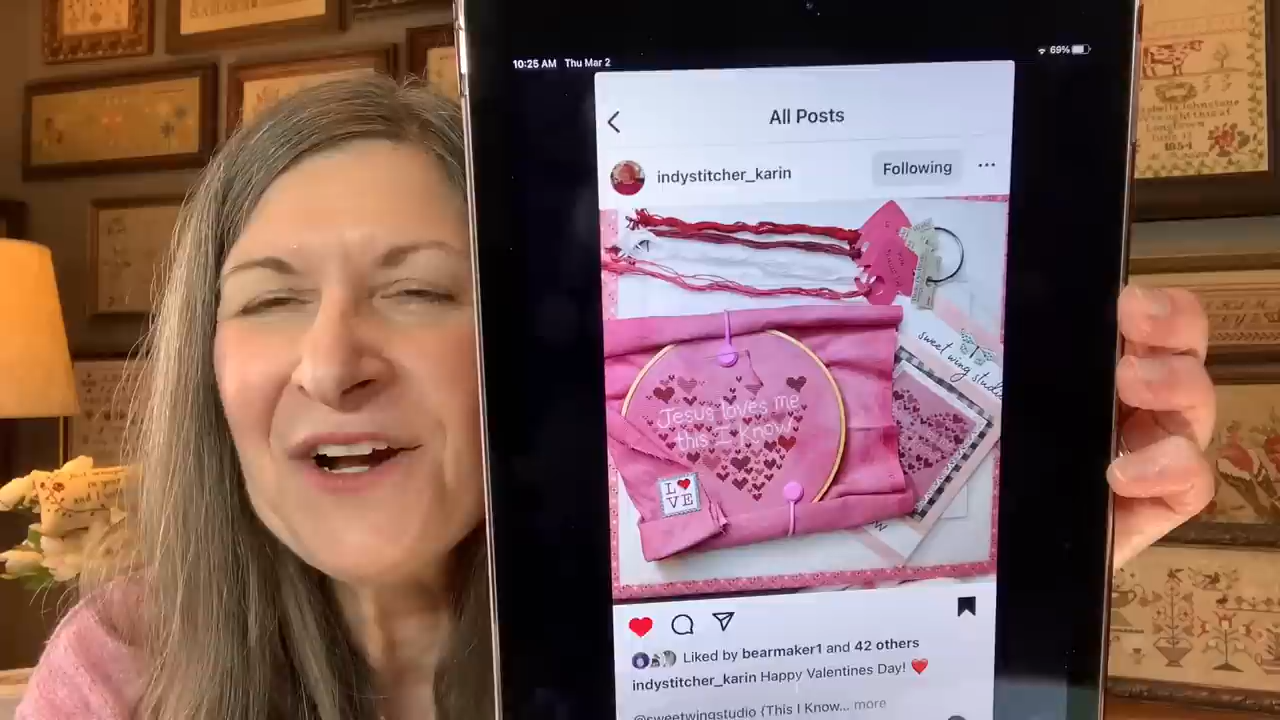 10:25 AM Thu Mar 2
69%
All Posts
indystitcher_karin
Following
sweet wing studio
Jesus loves me
this I know
LOVE
Liked by bearmaker1 and 42 others
indystitcher_karin Happy Valentines Day! ❤️
@sweetwingstudio {This I Know... more
1854